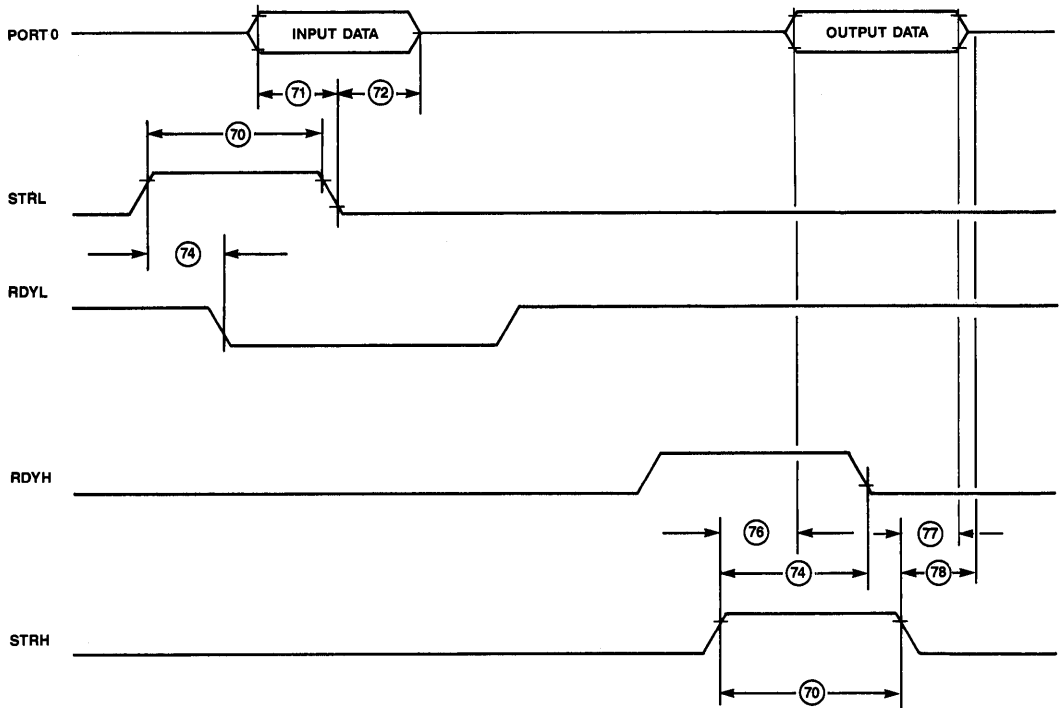 PORT 0
INPUT DATA
OUTPUT DATA
71
72
70
STRL
74
RDYL
RDYH
76
77
74
78
STRH
70